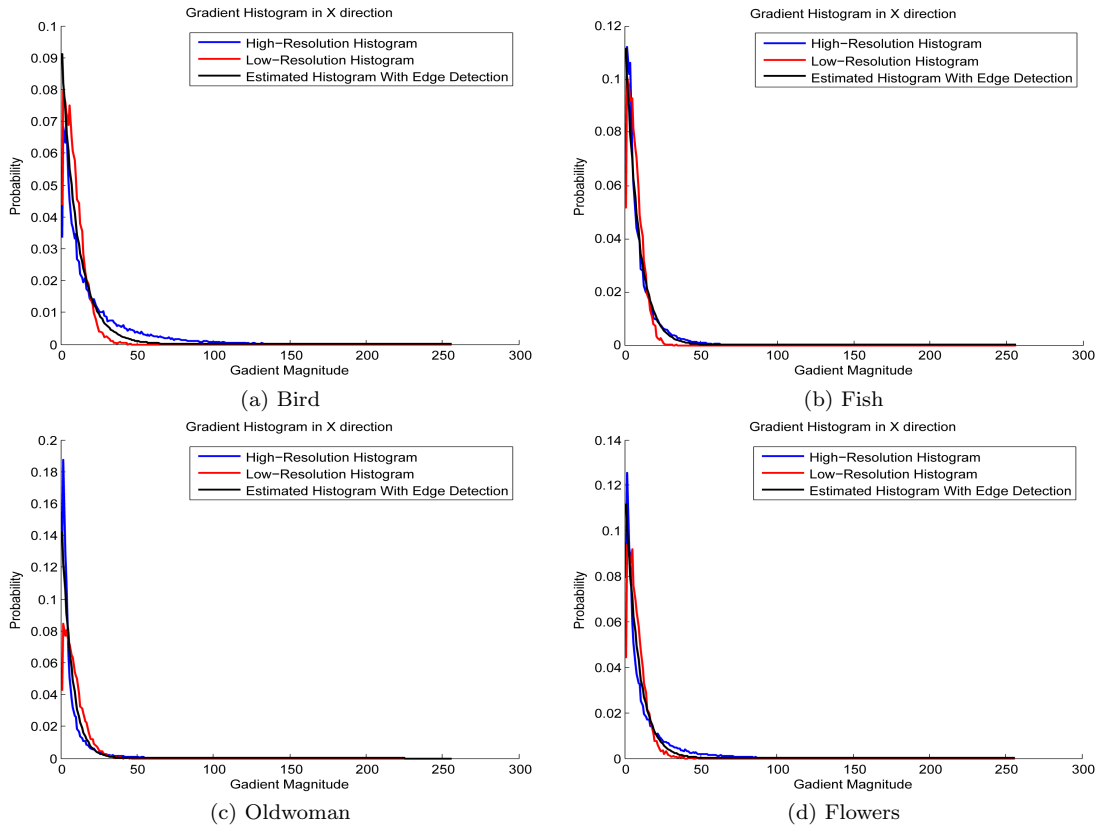 Gradient Histogram in X direction
High-Resolution Histogram
Low-Resolution Histogram
Estimated Histogram With Edge Detection
Probability
0.1
0.09
0.08
0.07
0.06
0.05
0.04
0.03
0.02
0.01
0
0 50 100 150 200 250 300
Gadient Magnitude
(a) Bird
Gradient Histogram in X direction
High-Resolution Histogram
Low-Resolution Histogram
Estimated Histogram With Edge Detection
Probability
0.12
0.1
0.08
0.06
0.04
0.02
0
0 50 100 150 200 250 300
Gadient Magnitude
(b) Fish
Gradient Histogram in X direction
High-Resolution Histogram
Low-Resolution Histogram
Estimated Histogram With Edge Detection
Probability
0.2
0.18
0.16
0.14
0.12
0.1
0.08
0.06
0.04
0.02
0
0 50 100 150 200 250 300
Gadient Magnitude
(c) Oldwoman
Gradient Histogram in X direction
High-Resolution Histogram
Low-Resolution Histogram
Estimated Histogram With Edge Detection
Probability
0.14
0.12
0.1
0.08
0.06
0.04
0.02
0
0 50 100 150 200 250 300
Gadient Magnitude
(d) Flowers